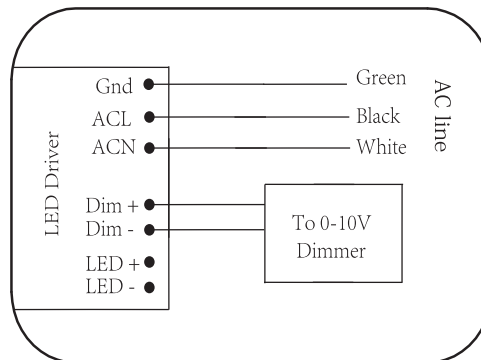 LED Driver
Gnd
ACL
ACN
Dim +
Dim -
LED +
LED -
Green
Black
White
AC line
To 0-10V
Dimmer